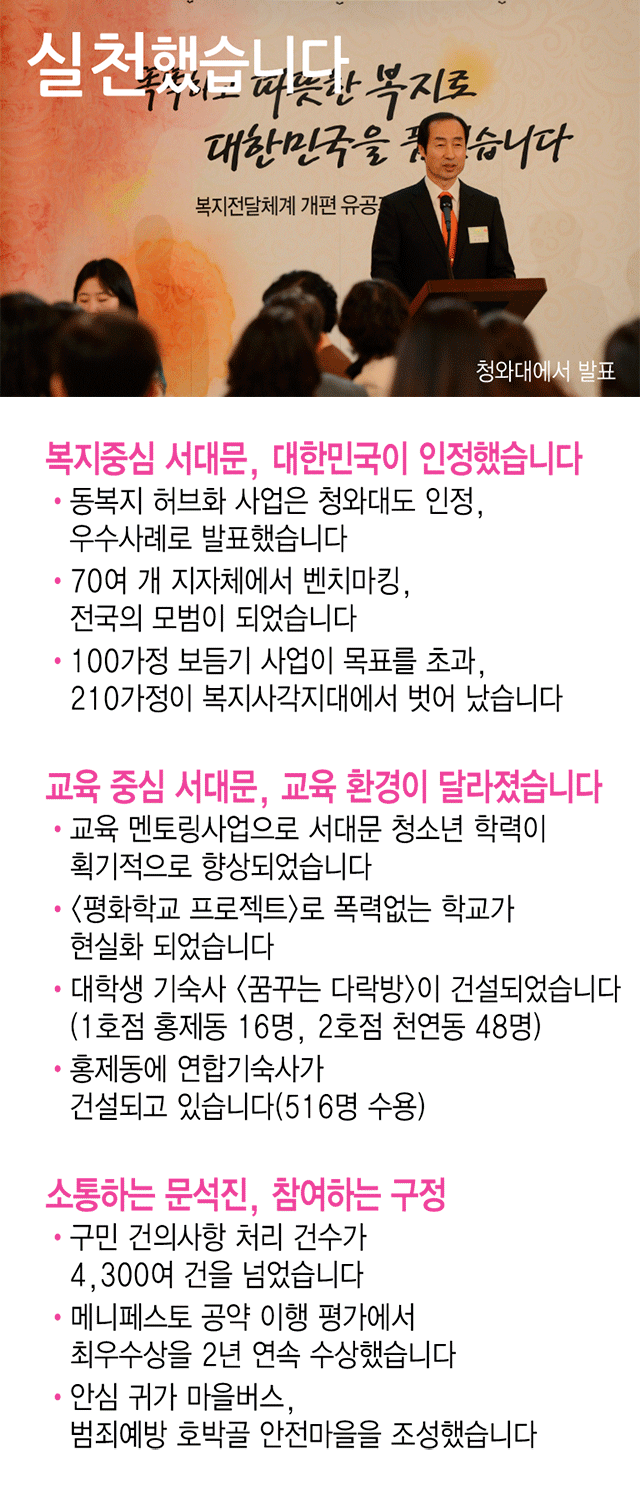 실천했습니다
따뜻한 복지로
대한민국을 습니다
복지전달체계 개편
청와대에서 발표
복지중심 서대문, 대한민국이 인정했습니다
• 동복지 허브화 사업은 청와대도 인정,
우수사례로 발표했습니다
• 70여 개 지자체에서 벤치마킹,
전국의 모범이 되었습니다
• 100가정 보듬기 사업이 목표를 초과,
210가정이 복지사각지대에서 벗어 났습니다
교육 중심 서대문, 교육 환경이 달라졌습니다
• 교육 멘토링사업으로 서대문 청소년 학력이
획기적으로 향상되었습니다
• 〈평화학교 프로젝트〉로 폭력없는 학교가
현실화 되었습니다
• 대학생 기숙사 〈꿈꾸는 다락방〉이 건설되었습니다
(1호점 홍제동 16명, 2호점 천연동 48명)
• 홍제동에 연합기숙사가
건설되고 있습니다(516명 수용)
소통하는 문석진, 참여하는 구정
• 구민 건의사항 처리 건수가
4,300여 건을 넘었습니다
• 메니페스토 공약 이행 평가에서
최우수상을 2년 연속 수상했습니다
• 안심 귀가 마을버스,
범죄예방 호박골 안전마을을 조성했습니다